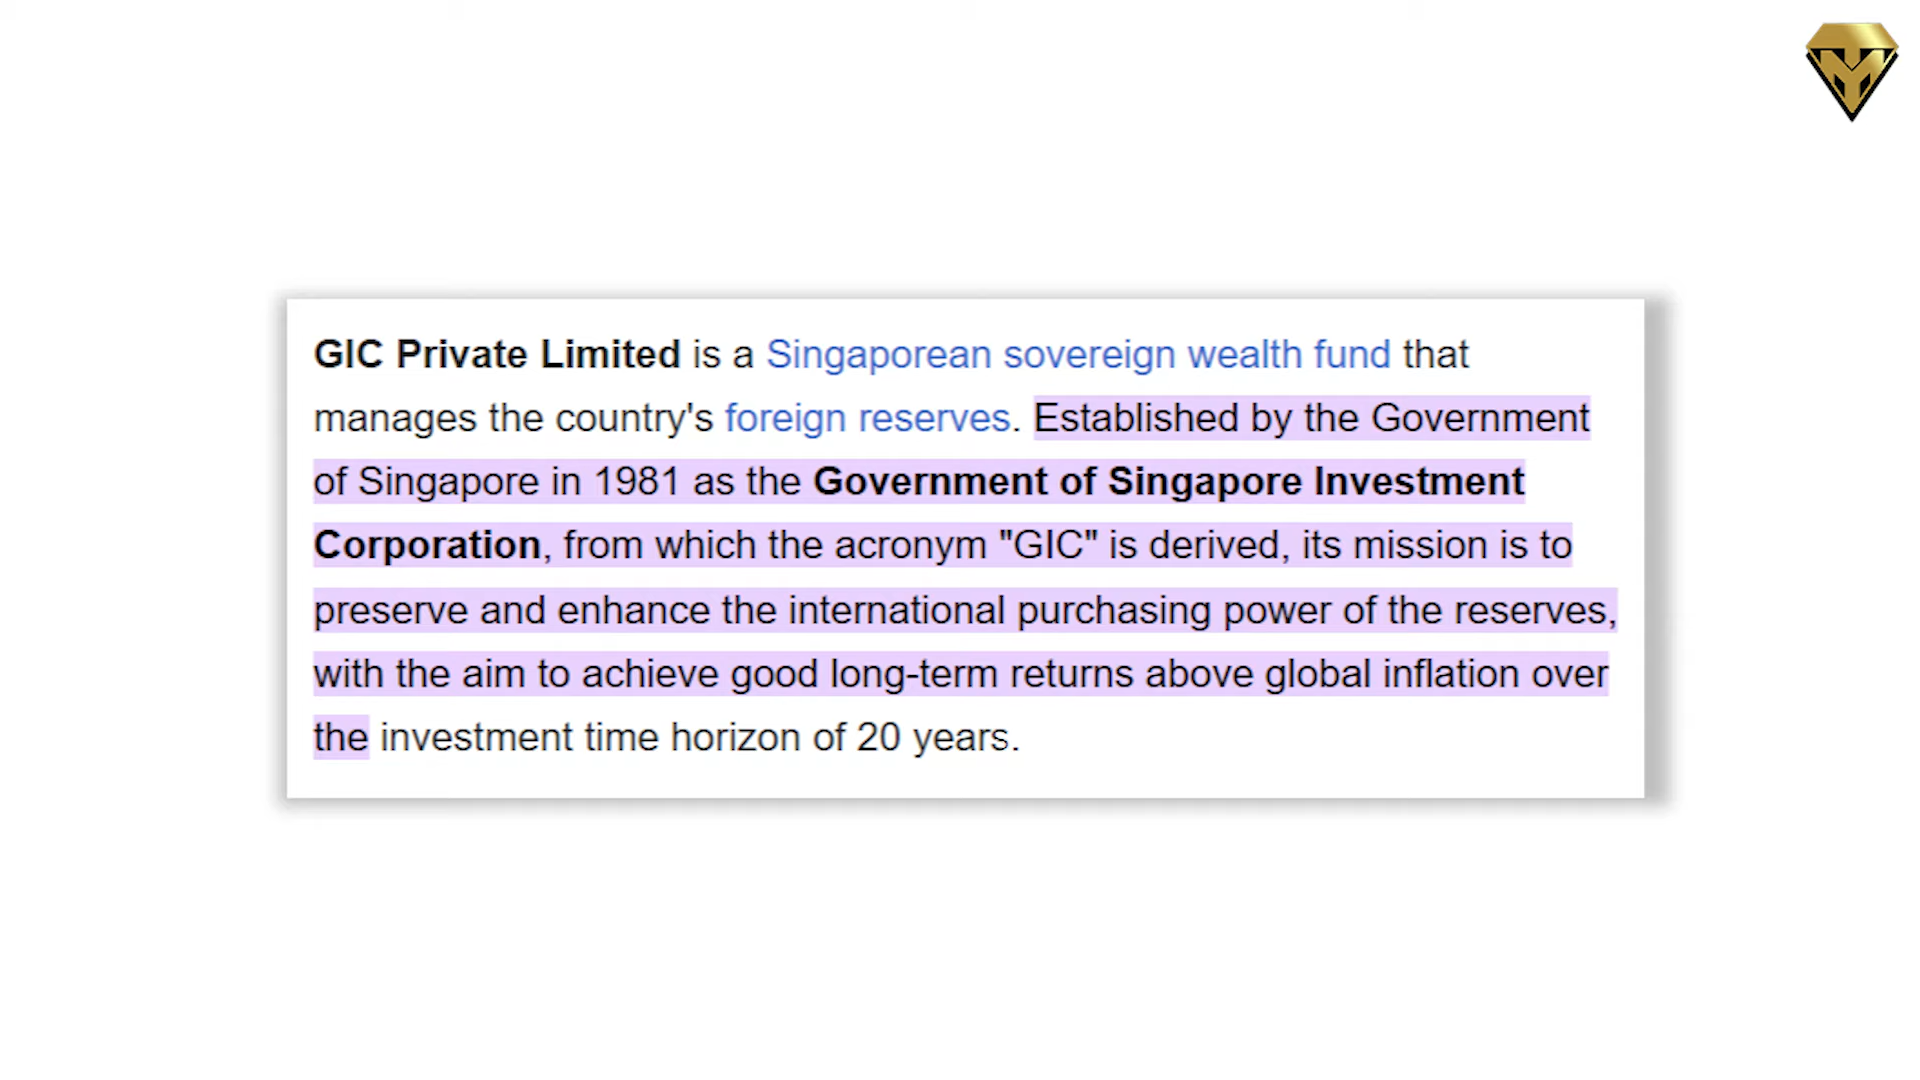 GIC Private Limited is a Singaporean sovereign wealth fund that
manages the country's foreign reserves. Established by the Government
of Singapore in 1981 as the Government of Singapore Investment
Corporation, from which the acronym "GIC" is derived, its mission is to
preserve and enhance the international purchasing power of the reserves,
with the aim to achieve good long-term returns above global inflation over
the investment time horizon of 20 years.